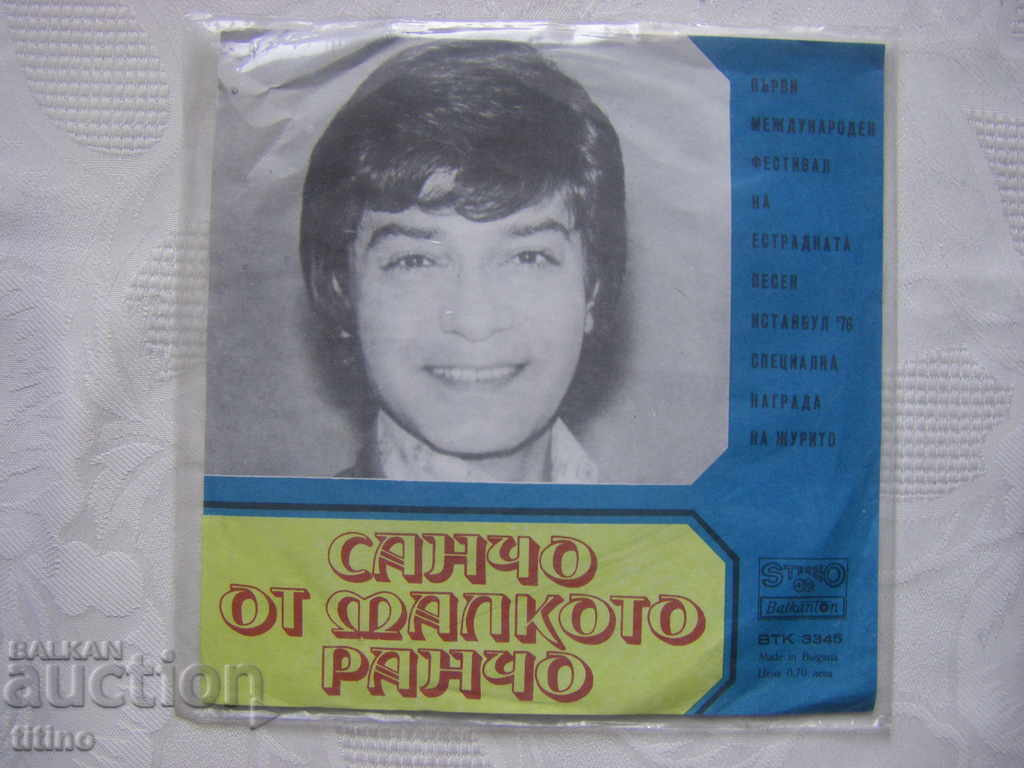 ПЪРВИ
МЕЖДУНАРОДЕН
ФЕСТИВАЛ
НА
ЕСТРАДНАТА
ПЕСЕН
ИСТАНБУЛ '76
СПЕЦИАЛНА
НАГРАДА
НА ЖУРИТО
САНЧО
ОТ МАЛКОТО
РАНЧО
STEREO
Balkanton
ВТК 3345
Made in Bulgaria
Цена 0,70 лева
BALKAN
auction
titino